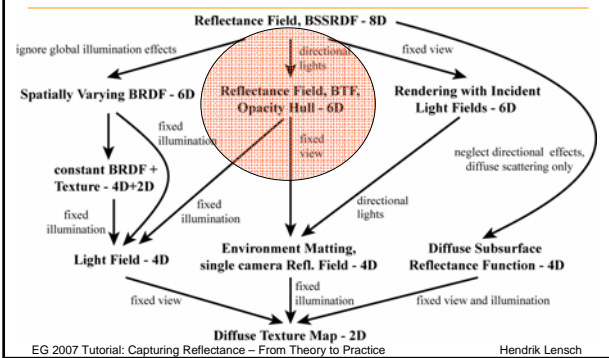 Reflectance Field, BSSRDF - 8D
ignore global illumination effects
directional
lights
fixed view
Spatially Varying BRDF - 6D
Reflectance Field, BTF,
Opacity Hull - 6D
Rendering with Incident
Light Fields - 6D
fixed
illumination
fixed
view
neglect directional effects,
diffuse scattering only
constant BRDF +
Texture - 4D+2D
fixed
illumination
fixed
illumination
directional
lights
Light Field - 4D
Environment Matting,
single camera Refl. Field - 4D
Diffuse Subsurface
Reflectance Function - 4D
fixed view
fixed
illumination
fixed view and illumination
Diffuse Texture Map - 2D
EG 2007 Tutorial: Capturing Reflectance – From Theory to Practice
Hendrik Lensch